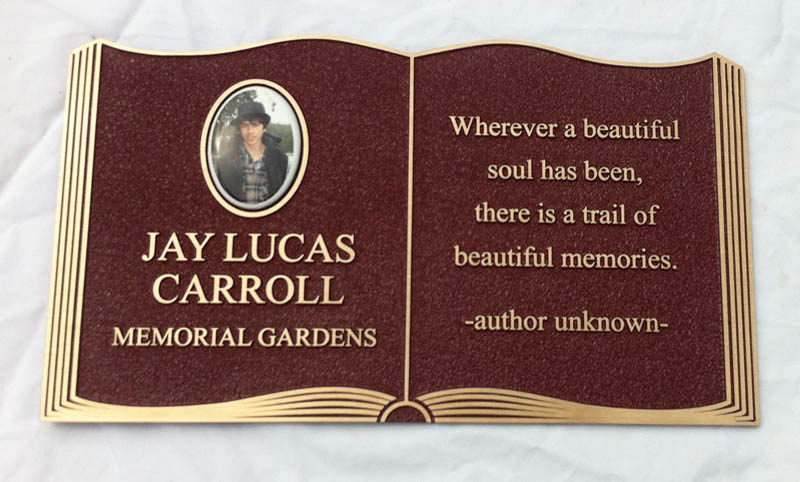 JAY LUCAS
CARROLL
MEMORIAL GARDENS
Wherever a beautiful
soul has been,
there is a trail of
beautiful memories.
-author unknown-